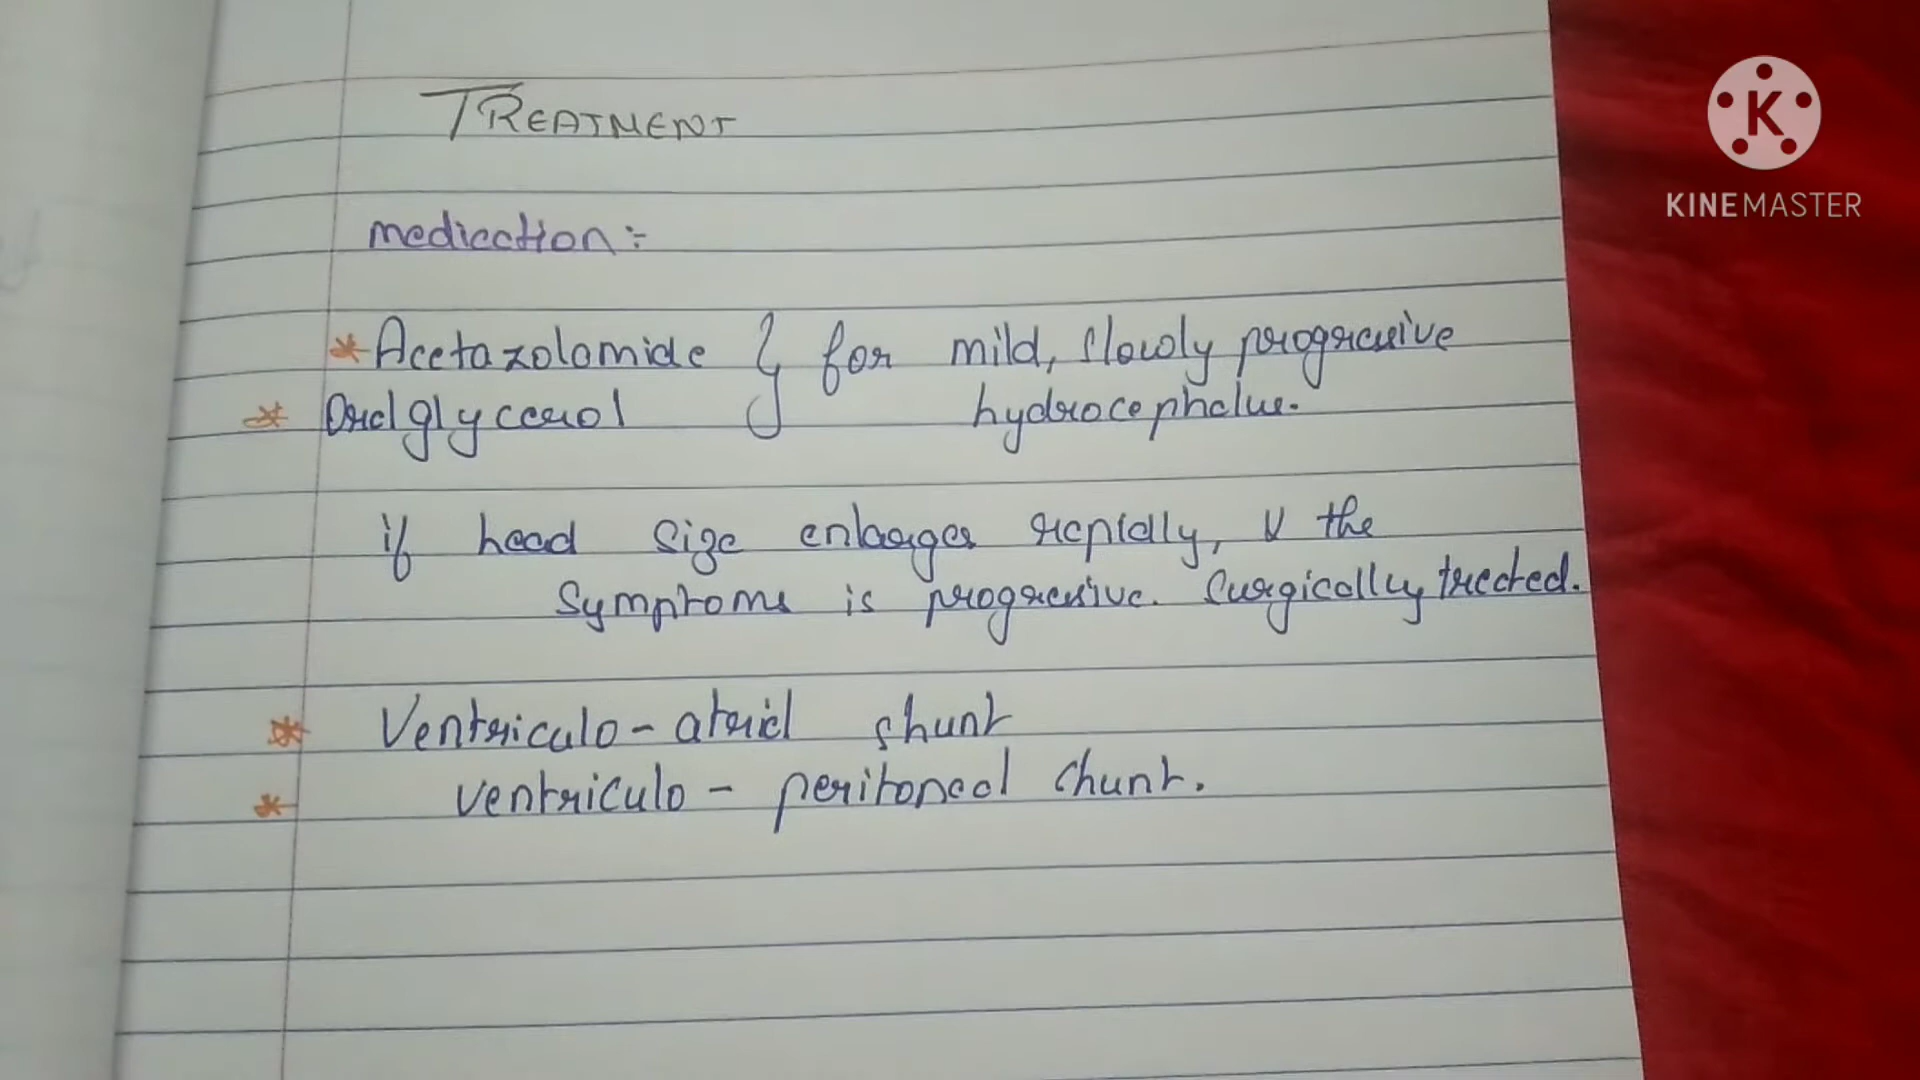 TREATMENT
K
KINEMASTER
medication:-
* Acetazolamide } for mild, slowly progressive
* Oral glycerol hydrocephalus.
if head size enlarges rapidly, & the
symptoms is progressive. Surgically treated.
* Ventriculo-atrial shunt
* ventriculo - peritoneal shunt.